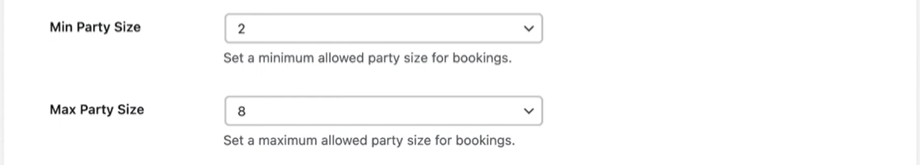 Min Party Size
2
Set a minimum allowed party size for bookings.
Max Party Size
8
Set a maximum allowed party size for bookings.